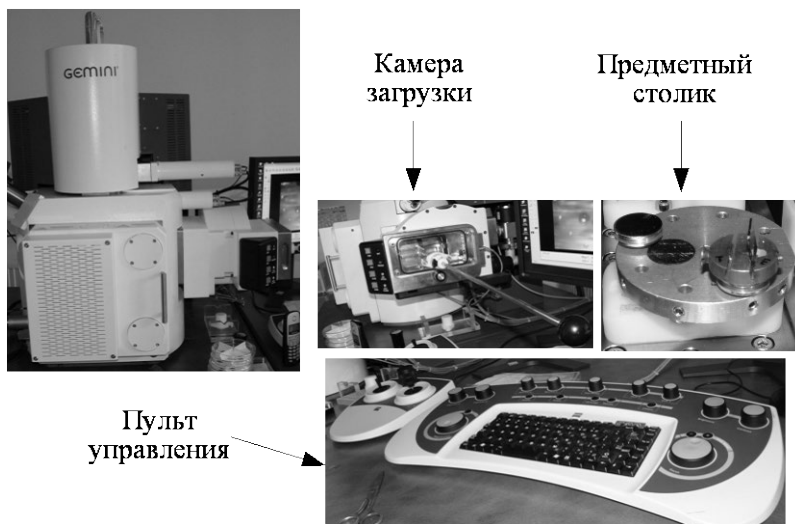 GEMINI
Камера
загрузки
Предметный
столик
Пульт
управления